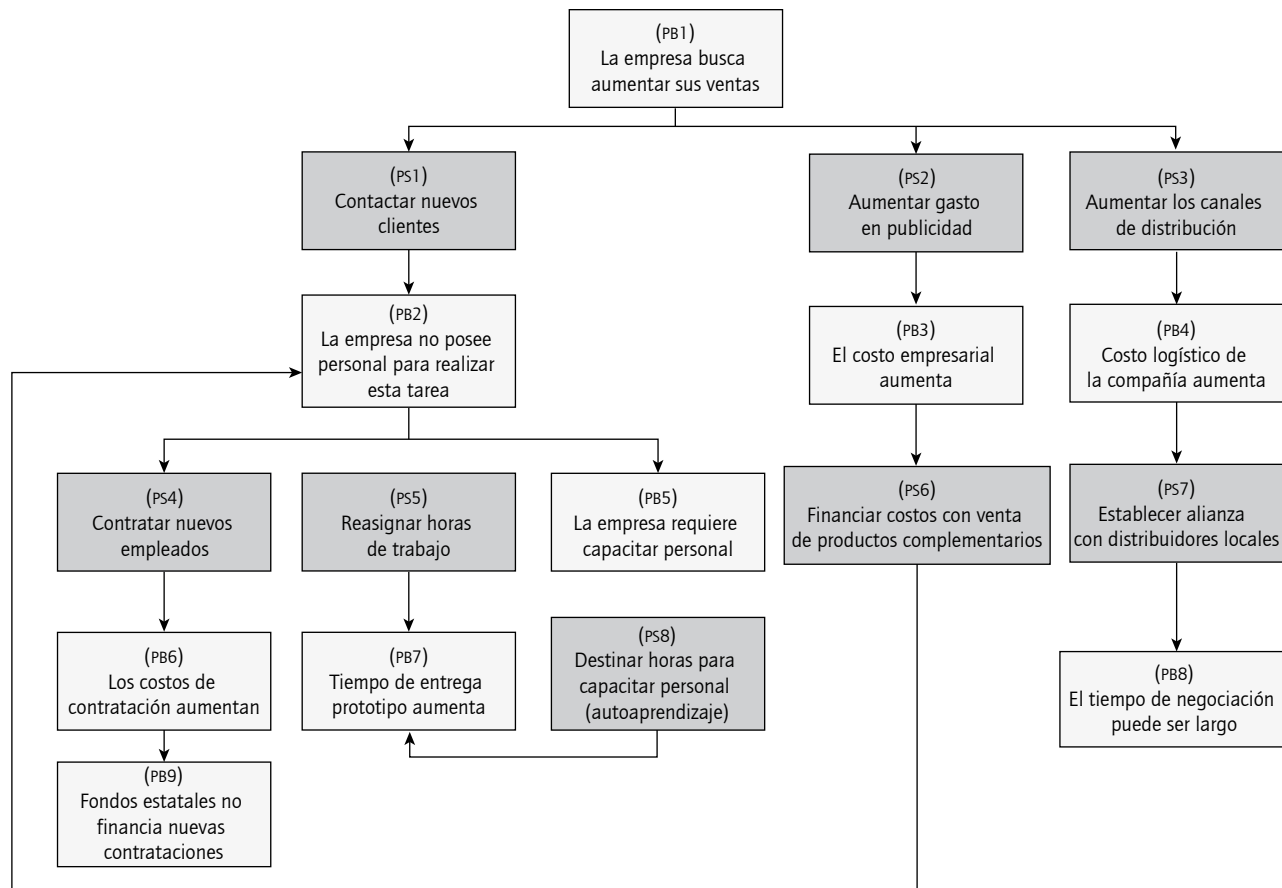 (PB1)
La empresa busca
aumentar sus ventas
(PS1)
Contactar nuevos
clientes
(PS2)
Aumentar gasto
en publicidad
(PS3)
Aumentar los canales
de distribución
(PB2)
La empresa no posee
personal para realizar
esta tarea
(PB3)
El costo empresarial
aumenta
(PB4)
Costo logístico de
la compañía aumenta
(PS4)
Contratar nuevos
empleados
(PS5)
Reasignar horas
de trabajo
(PB5)
La empresa requiere
capacitar personal
(PS6)
Financiar costos con venta
de productos complementarios
(PS7)
Establecer alianza
con distribuidores locales
(PB6)
Los costos de
contratación aumentan
(PB7)
Tiempo de entrega
prototipo aumenta
(PS8)
Destinar horas para
capacitar personal
(autoaprendizaje)
(PB8)
El tiempo de negociación
puede ser largo
(PB9)
Fondos estatales no
financia nuevas
contrataciones